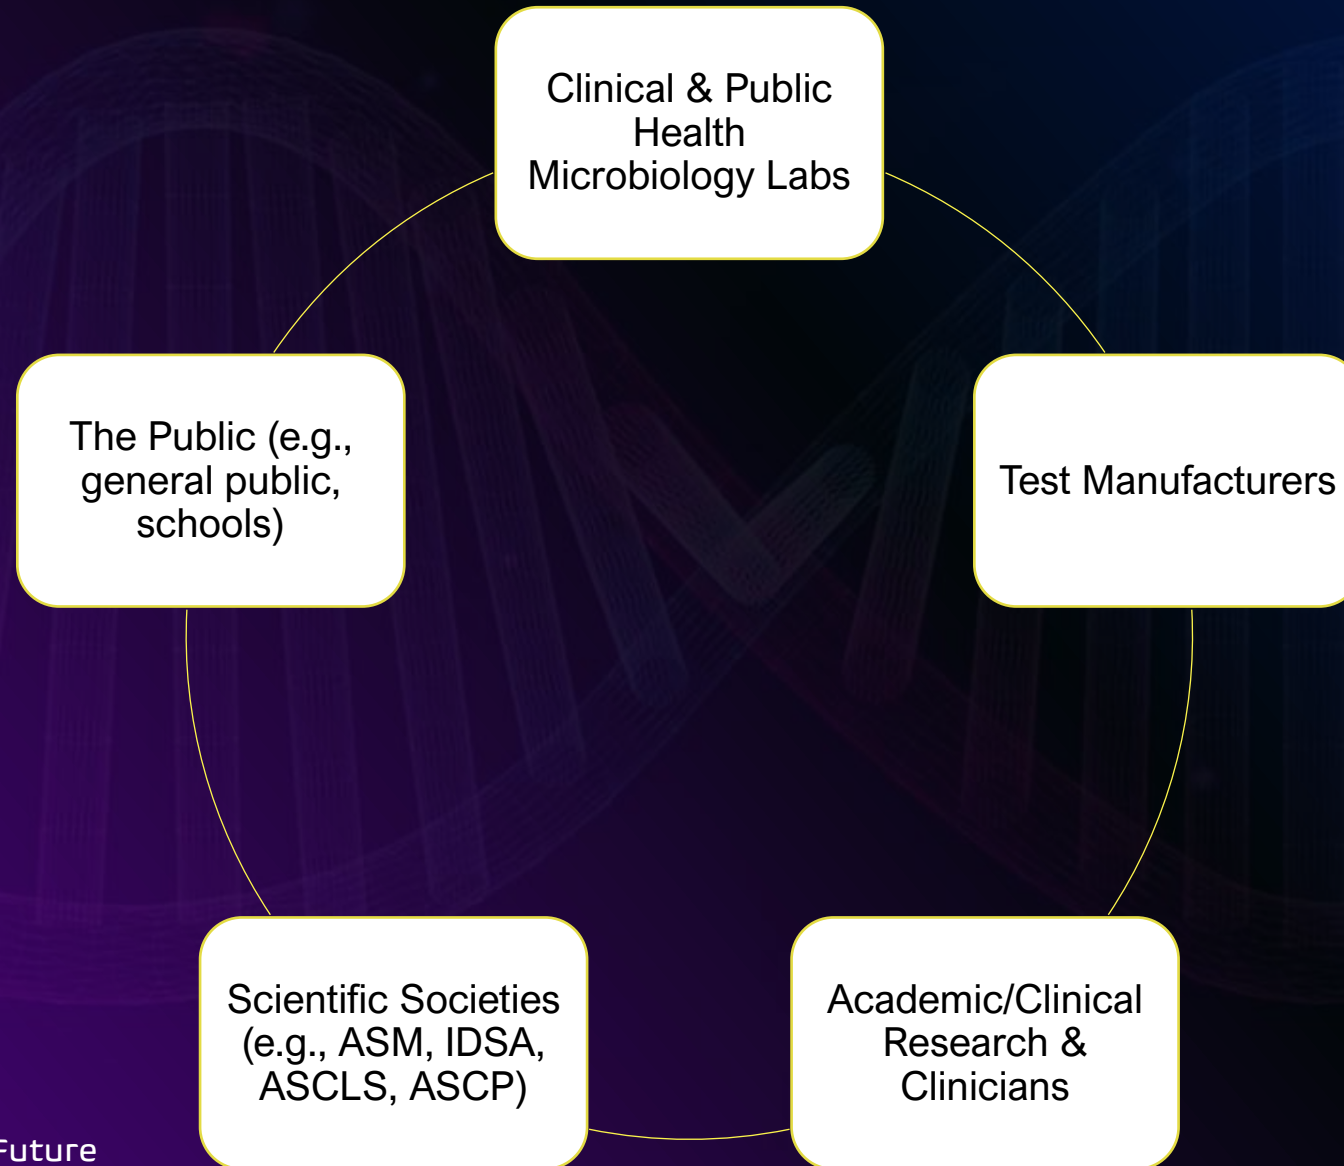 Clinical & Public
Health
Microbiology Labs
The Public (e.g.,
general public,
schools)
Test Manufacturers
Scientific Societies
(e.g., ASM, IDSA,
ASCLS, ASCP)
Academic/Clinical
Research &
Clinicians
Future